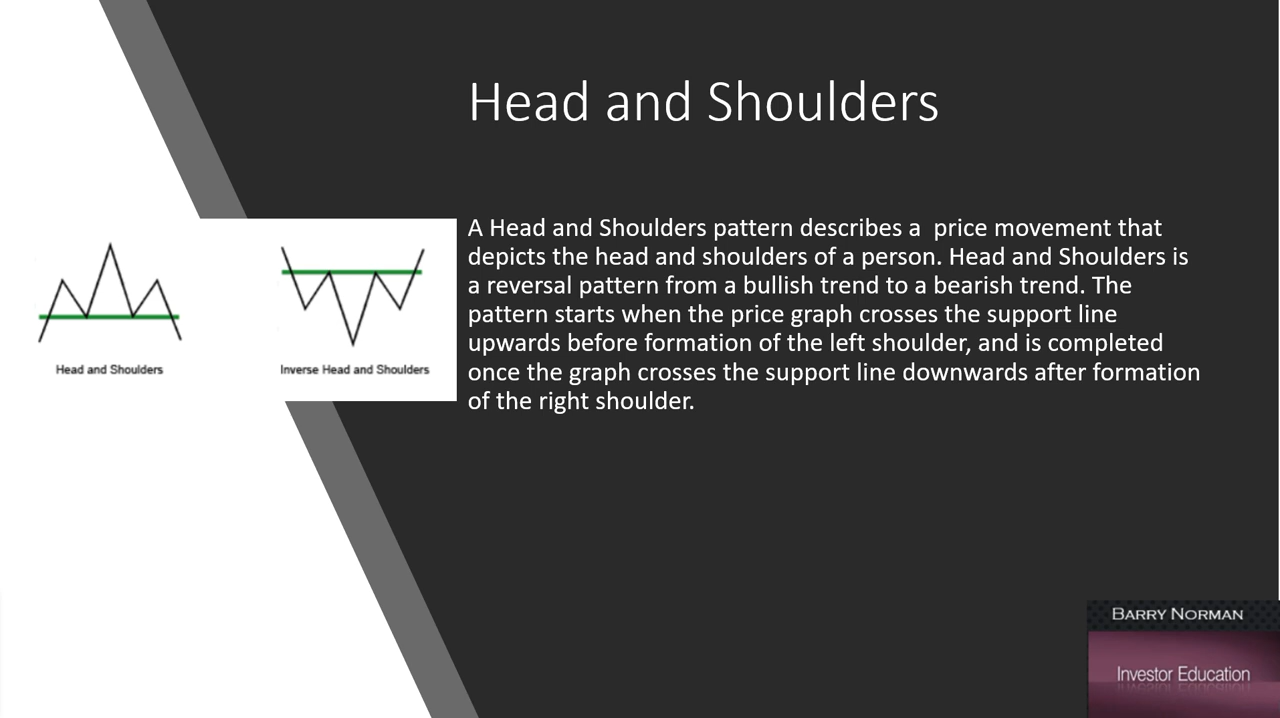 Head and Shoulders
A Head and Shoulders pattern describes a  price movement that
depicts the head and shoulders of a person. Head and Shoulders is
a reversal pattern from a bullish trend to a bearish trend. The
pattern starts when the price graph crosses the support line
upwards before formation of the left shoulder, and is completed
once the graph crosses the support line downwards after formation
of the right shoulder.
Head and Shoulders
Inverse Head and Shoulders
BARRY NORMAN
Investor Education